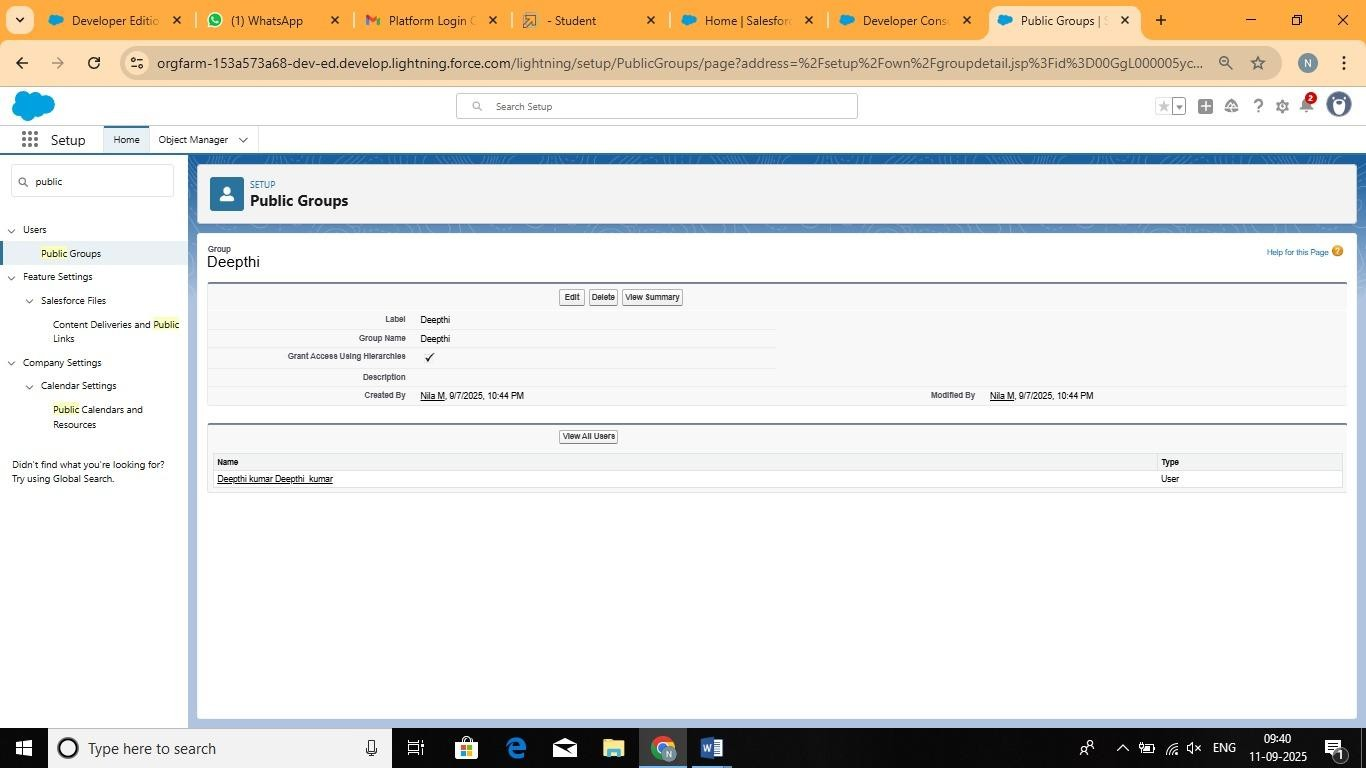 Developer Editio
(1) WhatsApp
Platform Login C
- Student
Home | Salesforc
Developer Cons
Public Groups | S
orgfarm-153a573a68-dev-ed.develop.lightning.force.com/lightning/setup/PublicGroups/page?address=%2Fsetup%2Fown%2Fgroupdetail.jsp%3Fid%3D00GgL000005yc...
N
Search Setup
2
Setup
Home
Object Manager
public
SETUP
Public Groups
Users
Public Groups
Feature Settings
Salesforce Files
Content Deliveries and Public
Links
Company Settings
Calendar Settings
Public Calendars and
Resources
Didn't find what you're looking for?
Try using Global Search.
Group
Deepthi
Help for this Page
Edit Delete View Summary
Label Deepthi
Group Name Deepthi
Grant Access Using Hierarchies ✓
Description
Created By Nila M, 9/7/2025, 10:44 PM Modified By Nila M, 9/7/2025, 10:44 PM
View All Users
Name Type
Deepthi kumar Deepthi kumar User
Type here to search
ENG
09:40
11-09-2025
1